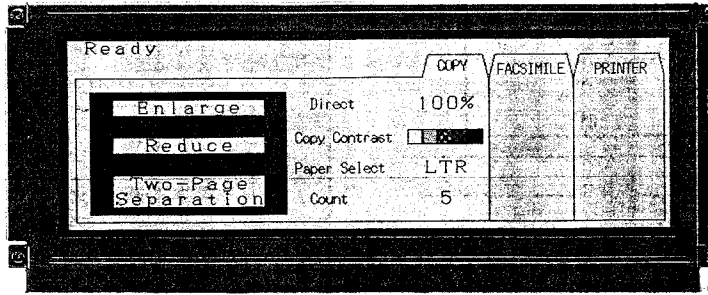 Ready
COPY FACSIMILE PRINTER
Enlarge Direct 100%
Reduce Copy Contrast
Paper Select LTR
Two-Page
Separation Count 5